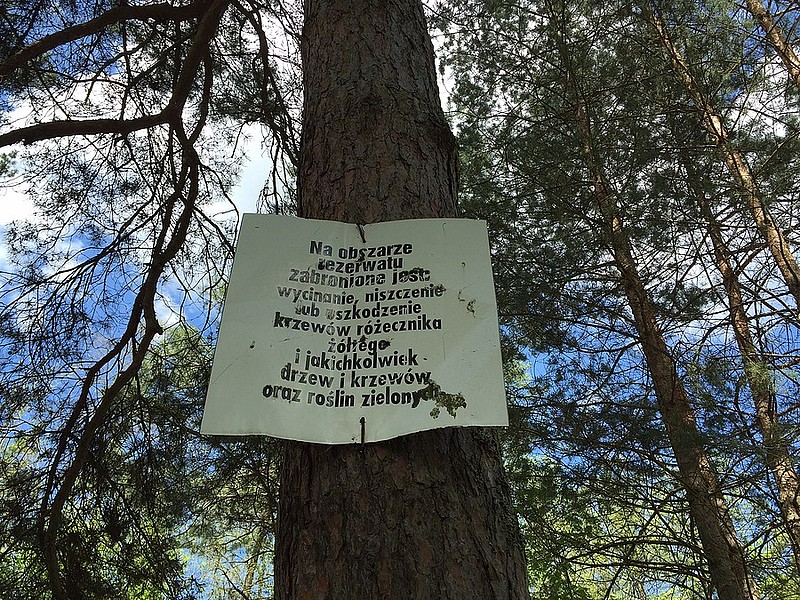 Na obszarze
rezerwatu
zabronione jest
wycinanie, niszczenie
lub uszkodzenie
krzewów różecznika
żółtego
i jakichkolwiek
drzew i krzewów
oraz roślin zielony